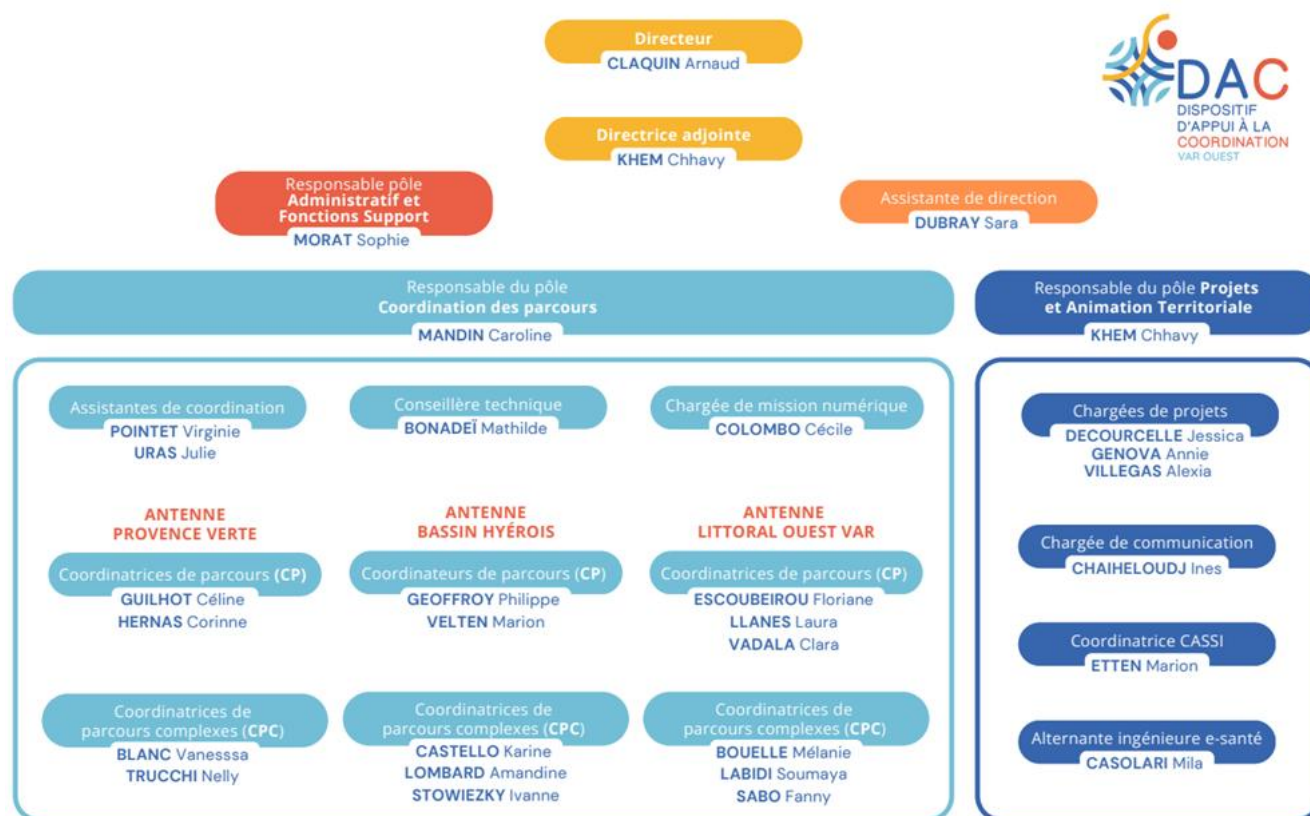 Directeur
CLAQUIN Arnaud
DAC
DISPOSITIF
D'APPUI À LA
COORDINATION
VAR OUEST
Directrice adjointe
KHEM Chhavy
Responsable pôle
Administratif et
Fonctions Support
MORAT Sophie
Assistante de direction
DUBRAY Sara
Responsable du pôle
Coordination des parcours
MANDIN Caroline
Responsable du pôle Projets
et Animation Territoriale
KHEM Chhavy
Assistantes de coordination
POINTET Virginie
URAS Julie
Conseillère technique
BONADEÏ Mathilde
Chargée de mission numérique
COLOMBO Cécile
ANTENNE
PROVENCE VERTE
Coordinatrices de parcours (CP)
GUILHOT Céline
HERNAS Corinne
Coordinatrices de
parcours complexes (CPC)
BLANC Vanesssa
TRUCCHI Nelly
ANTENNE
BASSIN HYÉROIS
Coordinateurs de parcours (CP)
GEOFFROY Philippe
VELTEN Marion
Coordinatrices de
parcours complexes (CPC)
CASTELLO Karine
LOMBARD Amandine
STOWIEZKY Ivanne
ANTENNE
LITTORAL OUEST VAR
Coordinatrices de parcours (CP)
ESCOUBEIROU Floriane
LLANES Laura
VADALA Clara
Coordinatrices de
parcours complexes (CPC)
BOUELLE Mélanie
LABIDI Soumaya
SABO Fanny
Chargées de projets
DECOURCELLE Jessica
GENOVA Annie
VILLEGAS Alexia
Chargée de communication
CHAIHELOUDJ Ines
Coordinatrice CASSI
ETTEN Marion
Alternante ingénieure e-santé
CASOLARI Mila